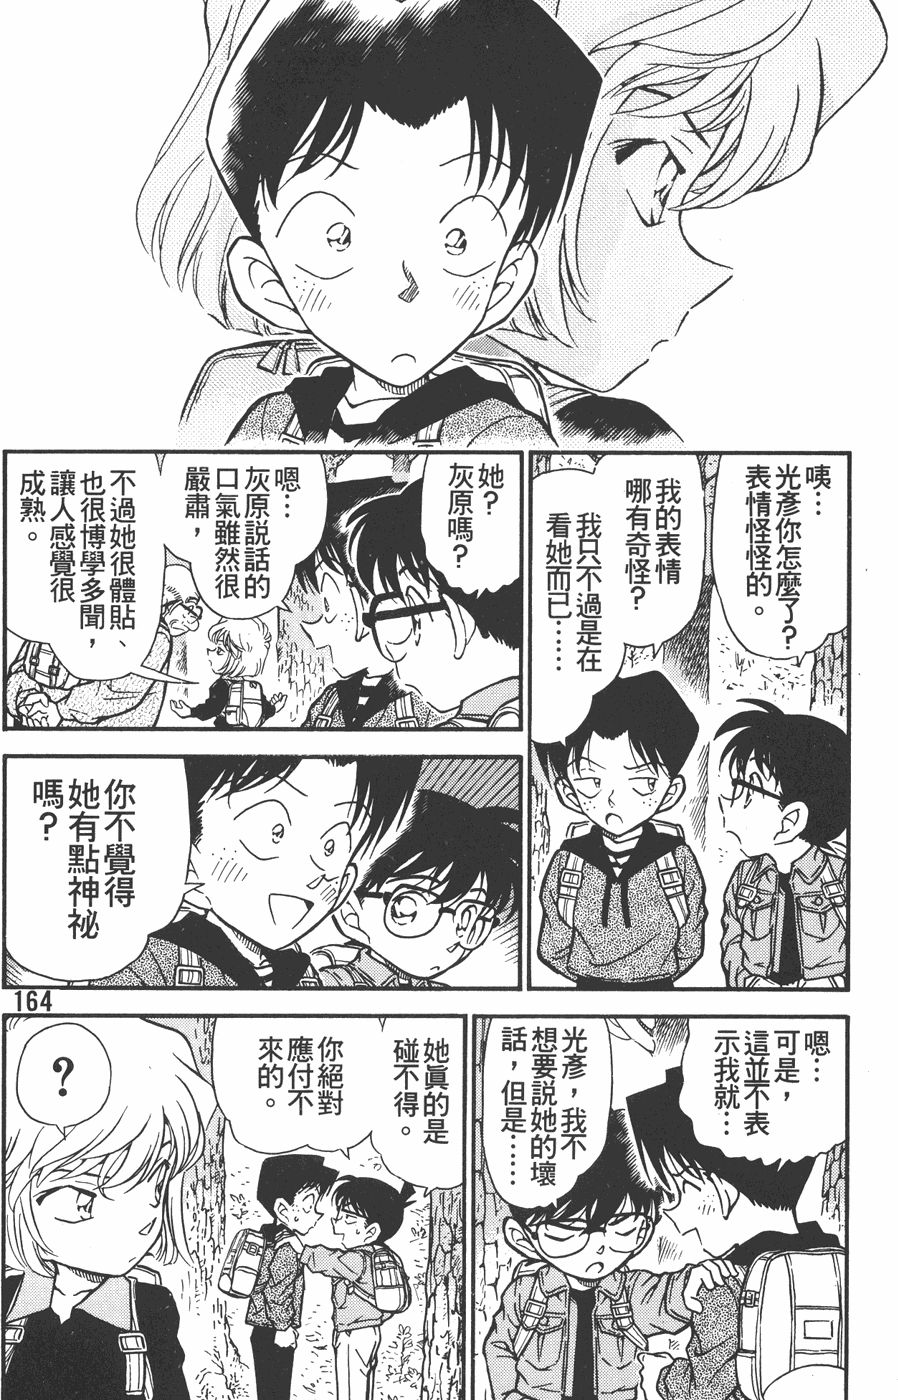 咦…
光彥你怎麼了?
表情怪怪的。
我的表情
哪有奇怪?
我只不過是在
看她而已……
她?
灰原嗎?
嗯…
灰原說話的
口氣雖然很
嚴肅,
不過她很體貼、
也很博學多聞,
讓人感覺很
成熟。
你不覺得
她有點神祕
嗎?
164
嗯…
可是,
這並不表
示我就…
光彥,我不
想要說她的壞
話,但是……
她真的是
碰不得。
你絕對
應付不
來的。
?